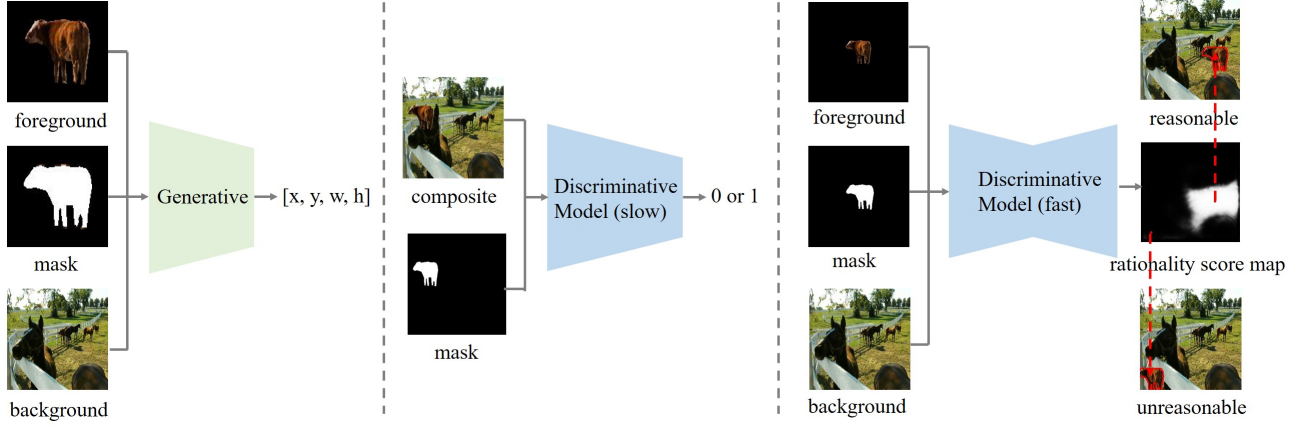 foreground
mask
background
Generative
[x, y, w, h]
composite
mask
Discriminative
Model (slow)
0 or 1
foreground
mask
background
Discriminative
Model (fast)
reasonable
rationality score map
unreasonable